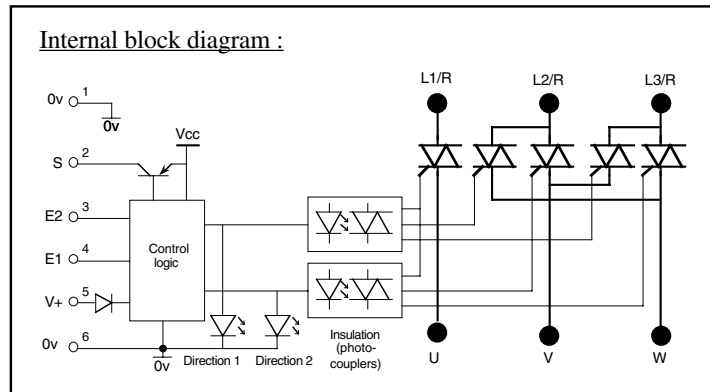 Internal block diagram :
L1/R L2/R L3/R
0v 1
0v
Vcc
S 2
E2 3
E1 4
Control
logic
V+ 5
0v 6
0v
Direction 1 Direction 2
Insulation
(photo-
couplers)
U V W